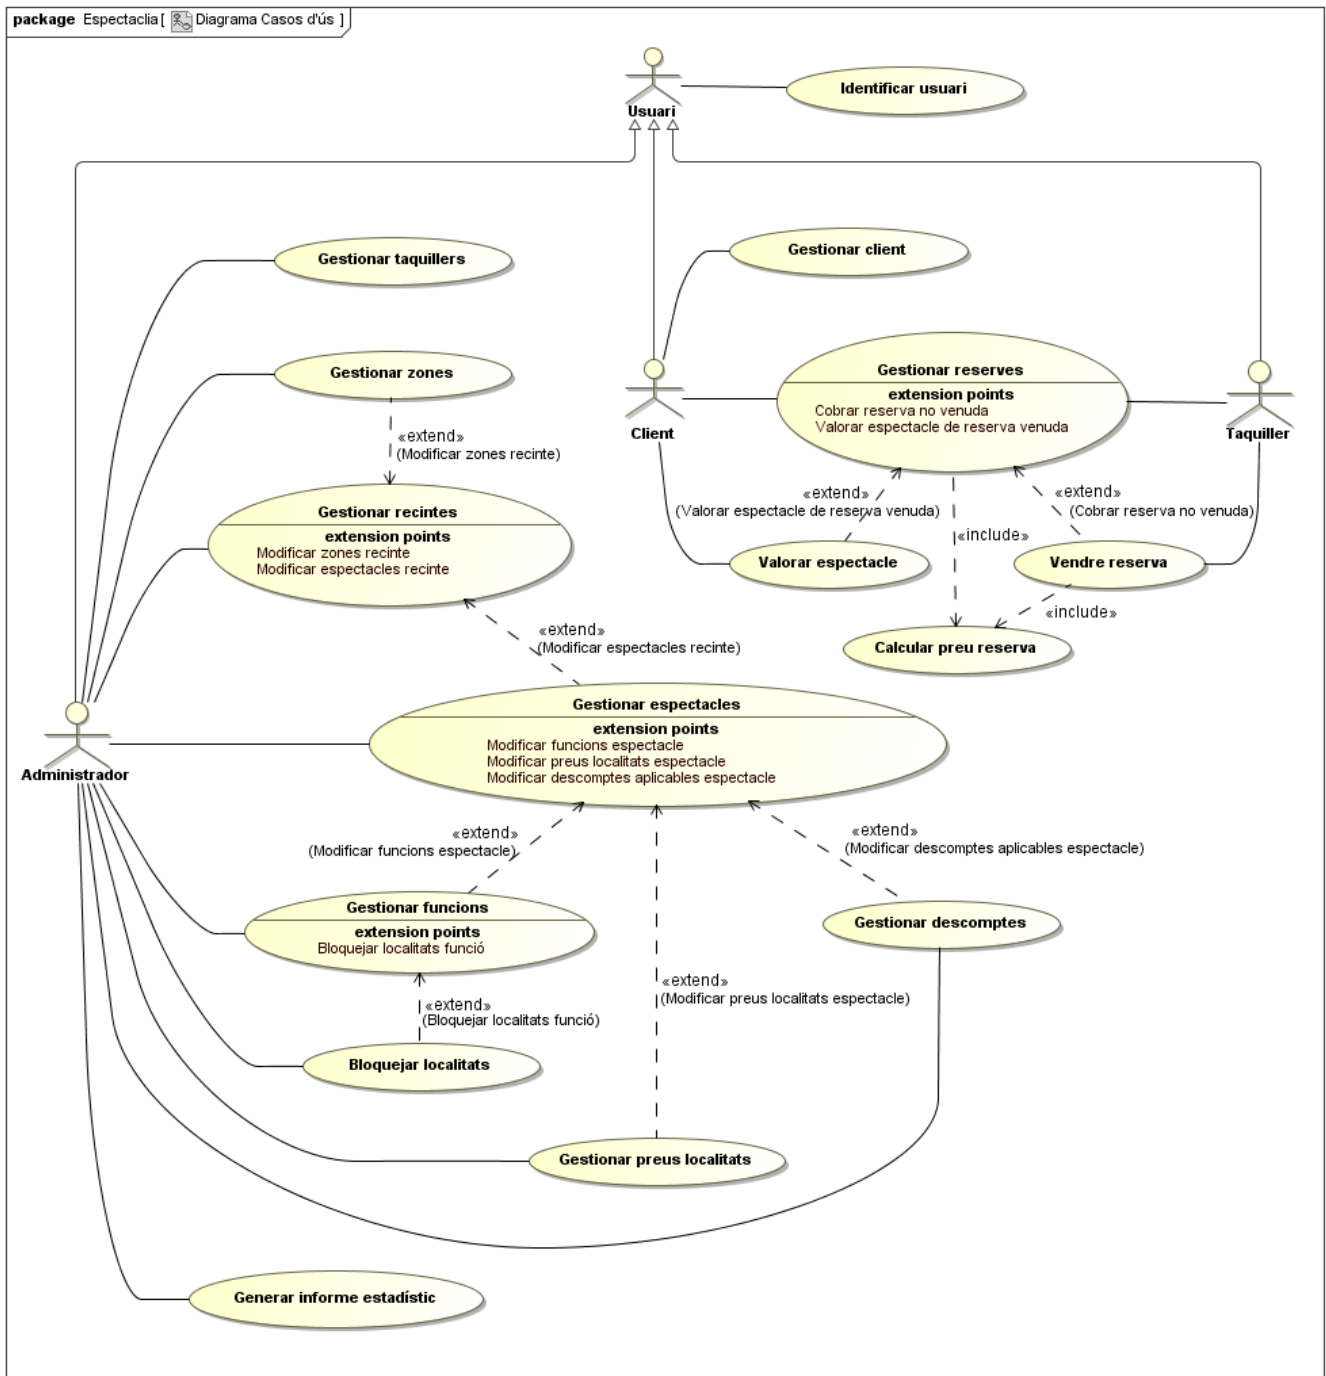 package Espectaclia [ Diagrama Casos d'ús ]
Usuari
Identificar usuari
Gestionar taquillers
Gestionar client
Gestionar zones
«extend»
(Modificar zones recinte)
Gestionar reserves
extension points
Cobrar reserva no venuda
Valorar espectacle de reserva venuda
Client
Taquiller
Gestionar recintes
extension points
Modificar zones recinte
Modificar espectacles recinte
«extend»
(Valorar espectacle de reserva venuda)
«extend»
(Cobrar reserva no venuda)
«include»
Valorar espectacle
Vendre reserva
«include»
Calcular preu reserva
«extend»
(Modificar espectacles recinte)
Gestionar espectacles
extension points
Modificar funcions espectacle
Modificar preus localitats espectacle
Modificar descomptes aplicables espectacle
Administrador
«extend»
(Modificar funcions espectacle)
«extend»
(Modificar descomptes aplicables espectacle)
Gestionar funcions
extension points
Bloquejar localitats funció
Gestionar descomptes
«extend»
(Modificar preus localitats espectacle)
«extend»
(Bloquejar localitats funció)
Bloquejar localitats
Gestionar preus localitats
Generar informe estadístic